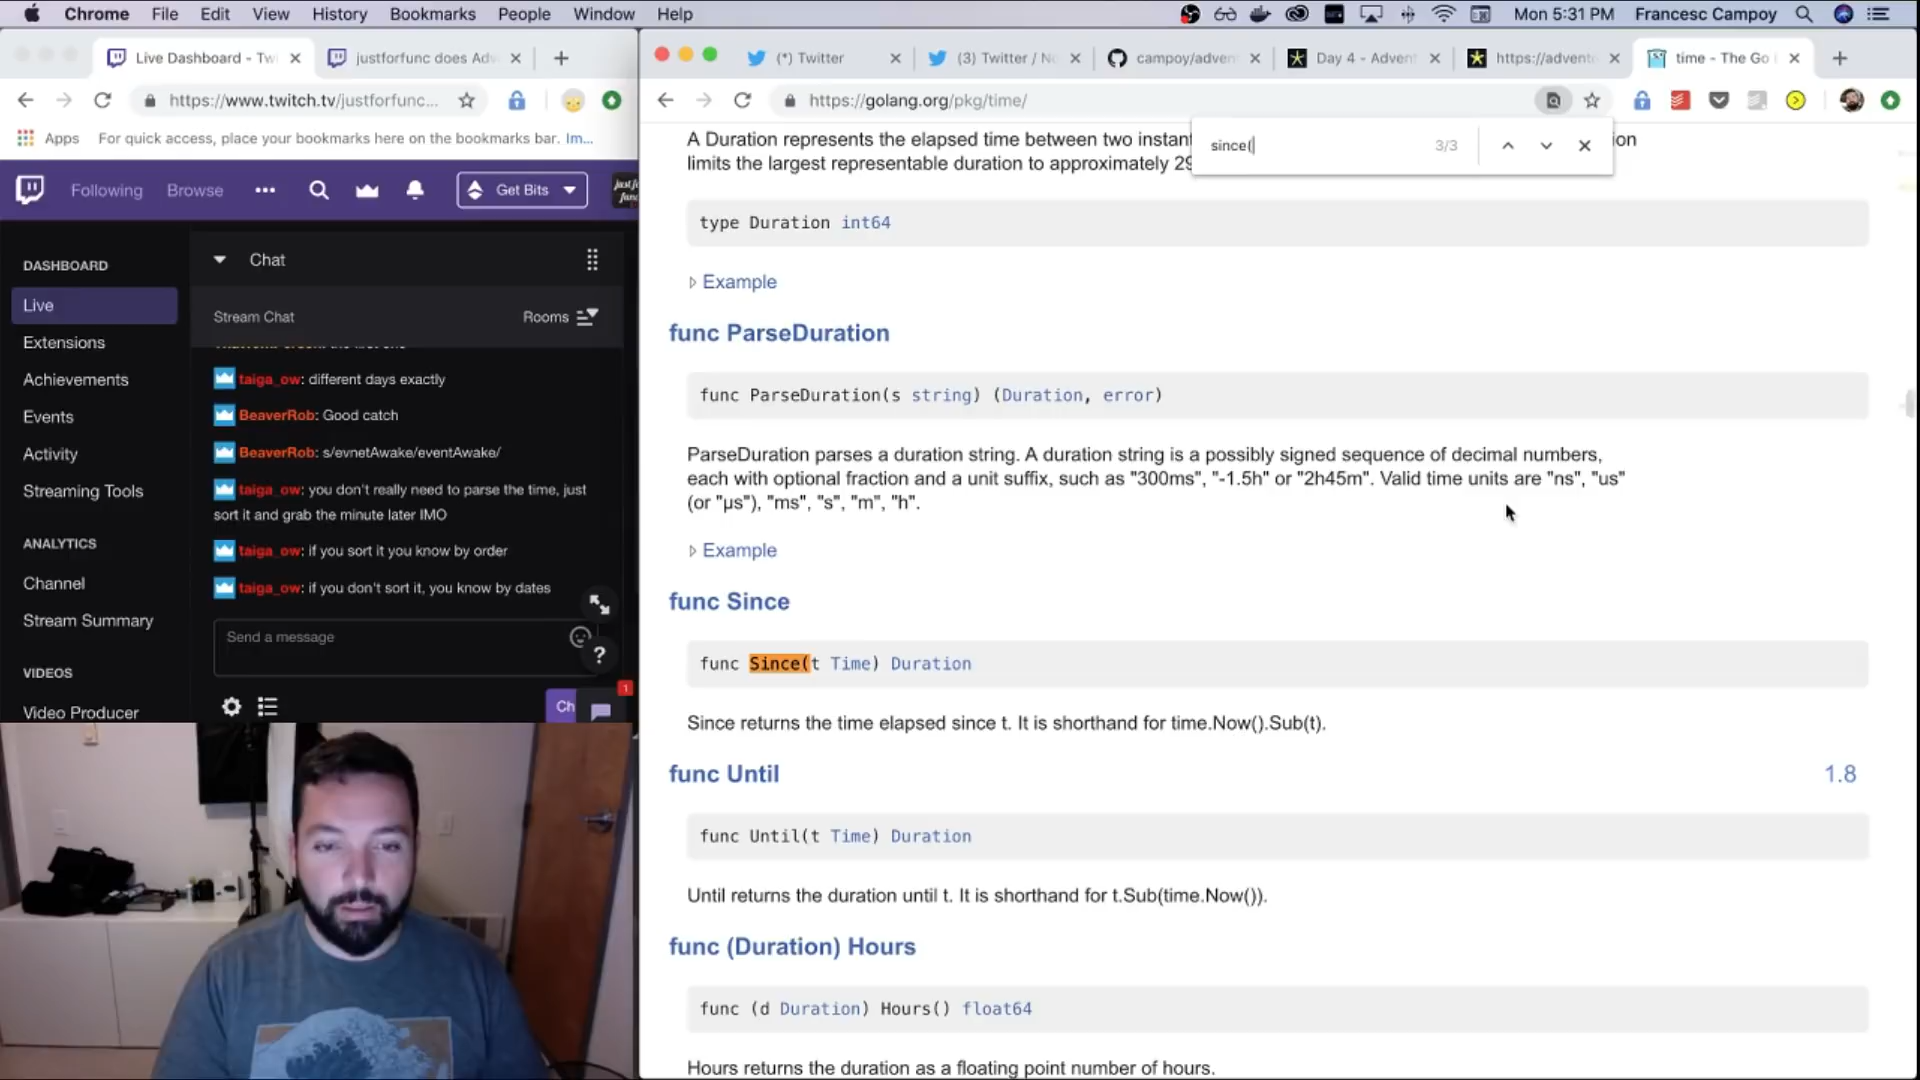 Chrome File Edit View History Bookmarks People Window Help Mon 5:31 PM Francesc Campoy
Live Dashboard - Twi
justforfunc does Adv
https://www.twitch.tv/justforfunc...
Apps For quick access, place your bookmarks here on the bookmarks bar. Im...
Following Browse ••• Get Bits
DASHBOARD
Live
Extensions
Achievements
Events
Activity
Streaming Tools
ANALYTICS
Channel
Stream Summary
VIDEOS
Video Producer
Chat
Stream Chat Rooms
taiga_ow: different days exactly
BeaverRob: Good catch
BeaverRob: s/evnetAwake/eventAwake/
taiga_ow: you don't really need to parse the time, just
sort it and grab the minute later IMO
taiga_ow: if you sort it you know by order
taiga_ow: if you don't sort it, you know by dates
Send a message
?
Ch
1
(*) Twitter
(3) Twitter / No
campoy/adven
Day 4 - Advent
https://advent
time - The Go
https://golang.org/pkg/time/
since( 3/3
A Duration represents the elapsed time between two instant
limits the largest representable duration to approximately 29
type Duration int64
Example
func ParseDuration
func ParseDuration(s string) (Duration, error)
ParseDuration parses a duration string. A duration string is a possibly signed sequence of decimal numbers,
each with optional fraction and a unit suffix, such as "300ms", "-1.5h" or "2h45m". Valid time units are "ns", "us"
(or "µs"), "ms", "s", "m", "h".
Example
func Since
func Since(t Time) Duration
Since returns the time elapsed since t. It is shorthand for time.Now().Sub(t).
func Until 1.8
func Until(t Time) Duration
Until returns the duration until t. It is shorthand for t.Sub(time.Now()).
func (Duration) Hours
func (d Duration) Hours() float64
Hours returns the duration as a floating point number of hours.